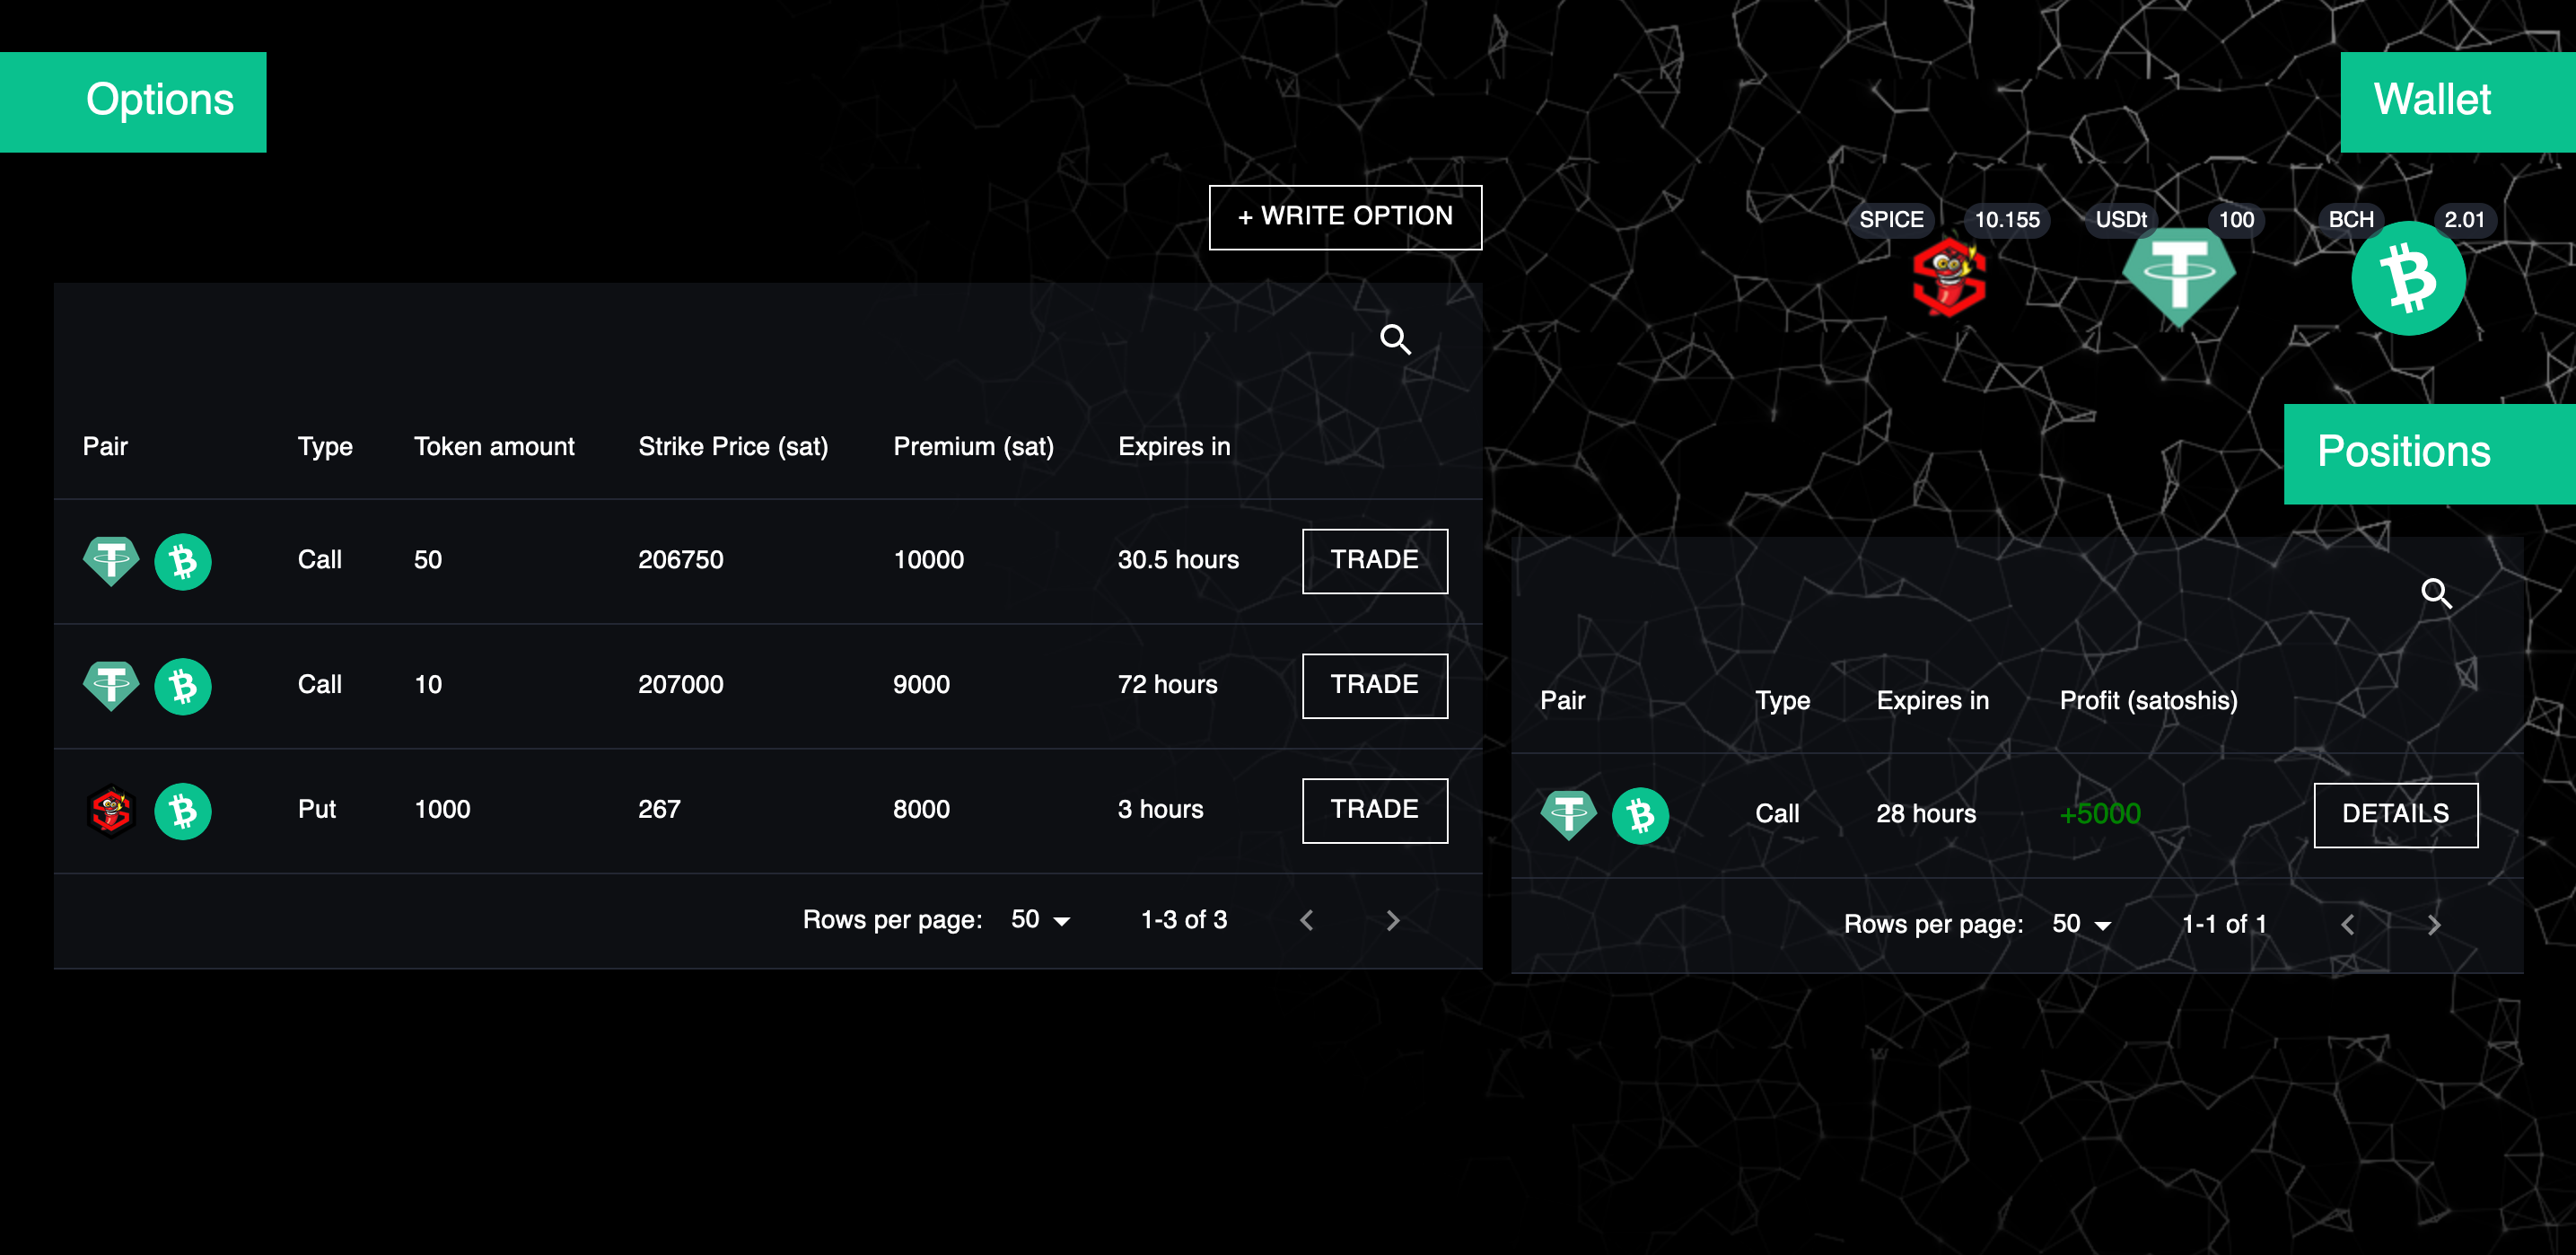 Options
Wallet
+ WRITE OPTION
SPICE 10.155 USDt 100 BCH 2.01
Pair Type Token amount Strike Price (sat) Premium (sat) Expires in
Call 50 206750 10000 30.5 hours TRADE
Call 10 207000 9000 72 hours TRADE
Put 1000 267 8000 3 hours TRADE
Rows per page: 50 1-3 of 3
Positions
Pair Type Expires in Profit (satoshis)
Call 28 hours +5000 DETAILS
Rows per page: 50 1-1 of 1